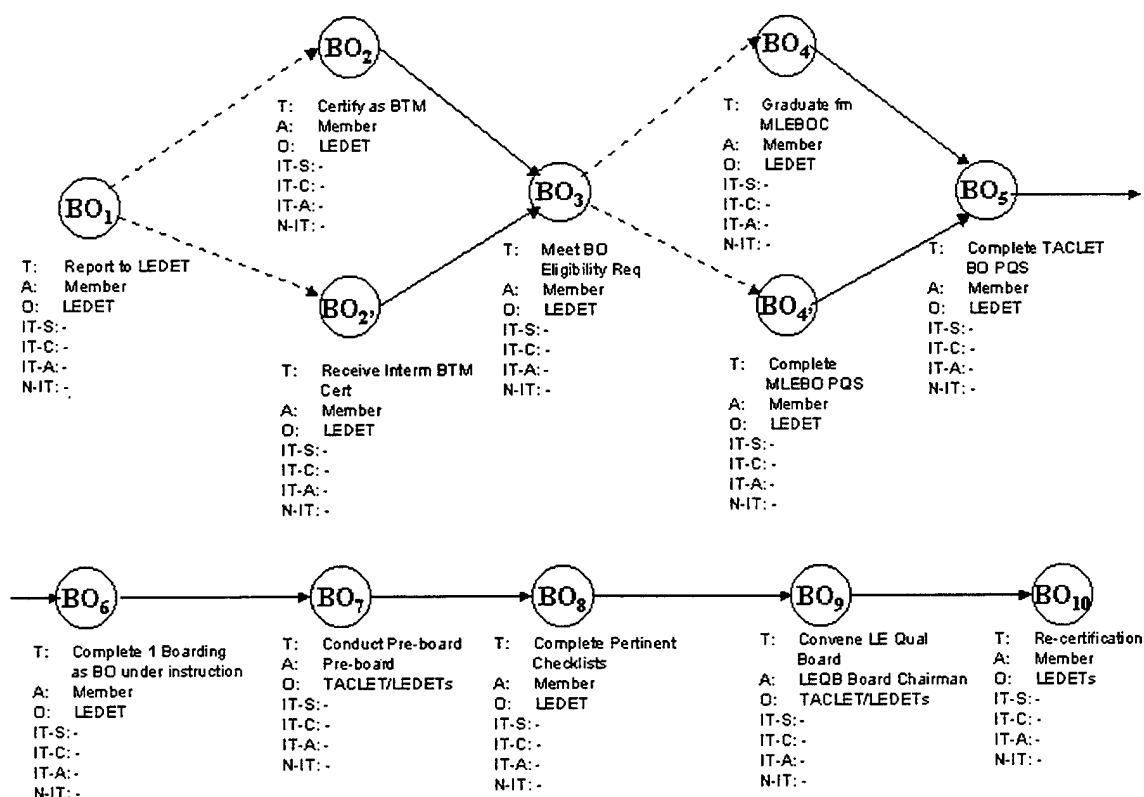 BO1
T: Report to LEDET
A: Member
O: LEDET
IT-S:-
IT-C:-
IT-A:-
N-IT:-
BO2
T: Certify as BTM
A: Member
O: LEDET
IT-S:-
IT-C:-
IT-A:-
N-IT:-
BO2'
T: Receive Interm BTM
Cert
A: Member
O: LEDET
IT-S:-
IT-C:-
IT-A:-
N-IT:-
BO3
T: Meet BO
Eligibility Req
A: Member
O: LEDET
IT-S:-
IT-C:-
IT-A:-
N-IT:-
BO4
T: Graduate fm
MLEBOC
A: Member
O: LEDET
IT-S:-
IT-C:-
IT-A:-
N-IT:-
BO4'
T: Complete
MLEBO PQS
A: Member
O: LEDET
IT-S:-
IT-C:-
IT-A:-
N-IT:-
BO5
T: Complete TACLET
BO PQS
A: Member
O: LEDET
IT-S:-
IT-C:-
IT-A:-
N-IT:-
BO6
T: Complete 1 Boarding
as BO under instruction
A: Member
O: LEDET
IT-S:-
IT-C:-
IT-A:-
N-IT:-
BO7
T: Conduct Pre-board
A: Pre-board
O: TACLET/LEDETs
IT-S:-
IT-C:-
IT-A:-
N-IT:-
BO8
T: Complete Pertinent
Checklists
A: Member
O: LEDET
IT-S:-
IT-C:-
IT-A:-
N-IT:-
BO9
T: Convene LE Qual
Board
A: LEQB Board Chairman
O: TACLET/LEDETs
IT-S:-
IT-C:-
IT-A:-
N-IT:-
BO10
T: Re-certification
A: Member
O: LEDETs
IT-S:-
IT-C:-
IT-A:-
N-IT:-